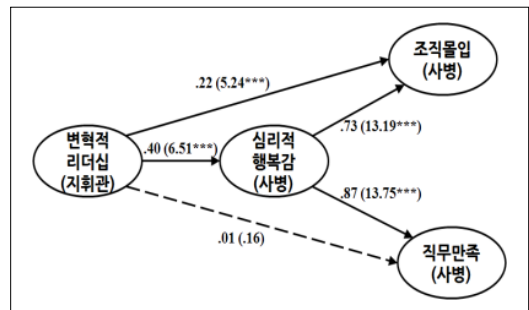 조직몰입
(사병)
.22 (5.24***)
변혁적
리더십
(지휘관)
.40 (6.51***)
심리적
행복감
(사병)
.73 (13.19***)
.87 (13.75***)
.01 (.16)
직무만족
(사병)